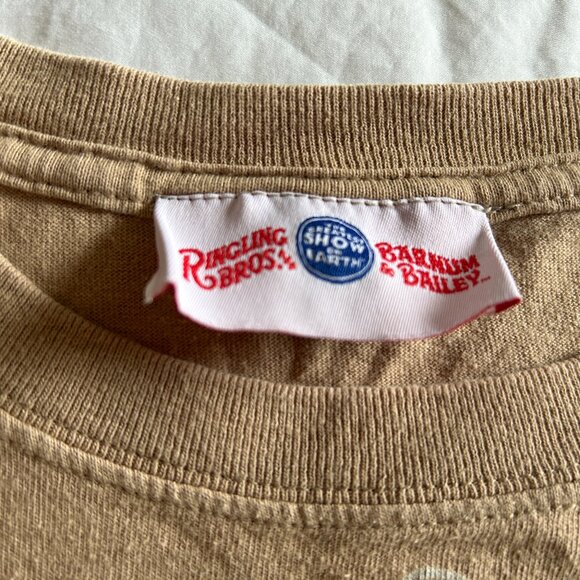 RINGLING
BROS. &
THE
GREATEST
SHOW
ON
EARTH
BARNUM
& BAILEY